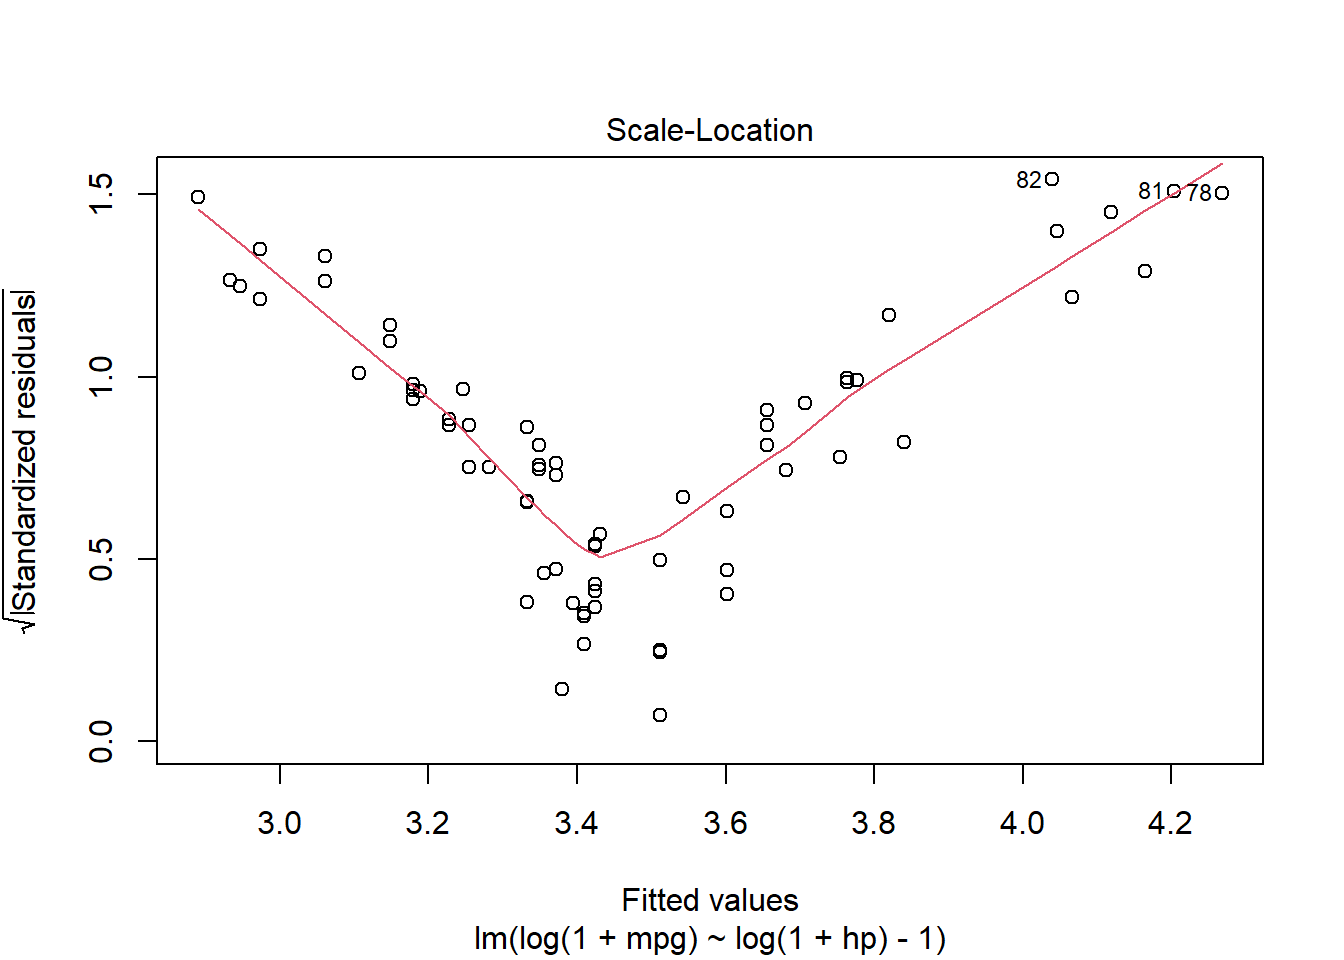 Scale-Location
√|Standardized residuals|
1.5
1.0
0.5
0.0
82
81
78
3.0 3.2 3.4 3.6 3.8 4.0 4.2
Fitted values
lm(log(1 + mpg) ~ log(1 + hp) - 1)